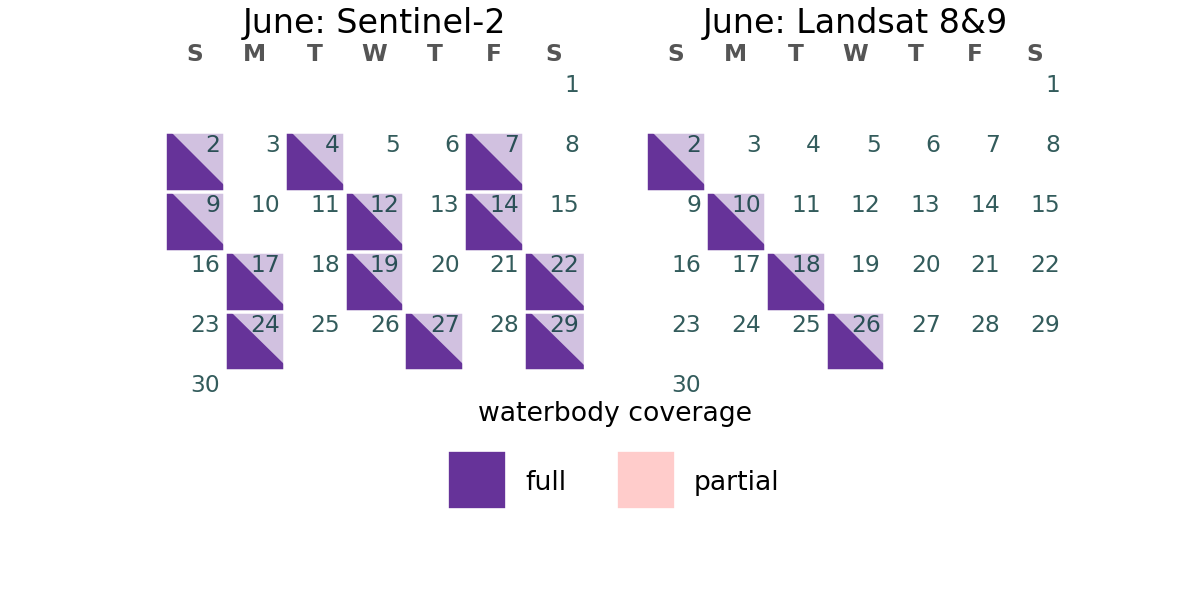 June: Sentinel-2
S M T W T F S
1
2 3 4 5 6 7 8
9 10 11 12 13 14 15
16 17 18 19 20 21 22
23 24 25 26 27 28 29
30
June: Landsat 8&9
S M T W T F S
1
2 3 4 5 6 7 8
9 10 11 12 13 14 15
16 17 18 19 20 21 22
23 24 25 26 27 28 29
30
waterbody coverage
full
partial